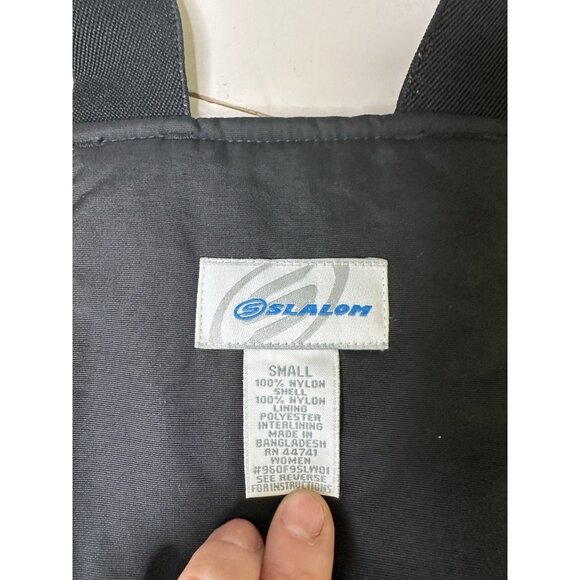 SLALOM
SMALL
100% NYLON
SHELL
100% NYLON
LINING
POLYESTER
INTERLINING
MADE IN
BANGLADESH
RN 44741
WOMEN
#980F9SLW01
SEE REVERSE
FOR INSTRUCTIONS